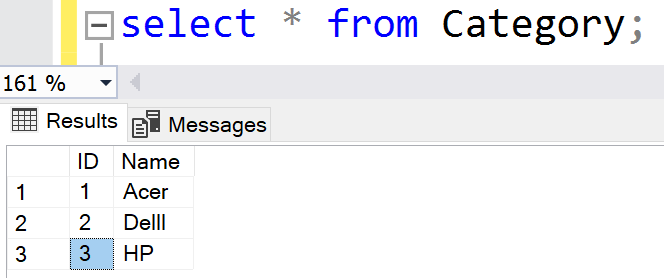 select * from Category;
161 %
Results Messages
ID Name
1 1 Acer
2 2 Delll
3 3 HP